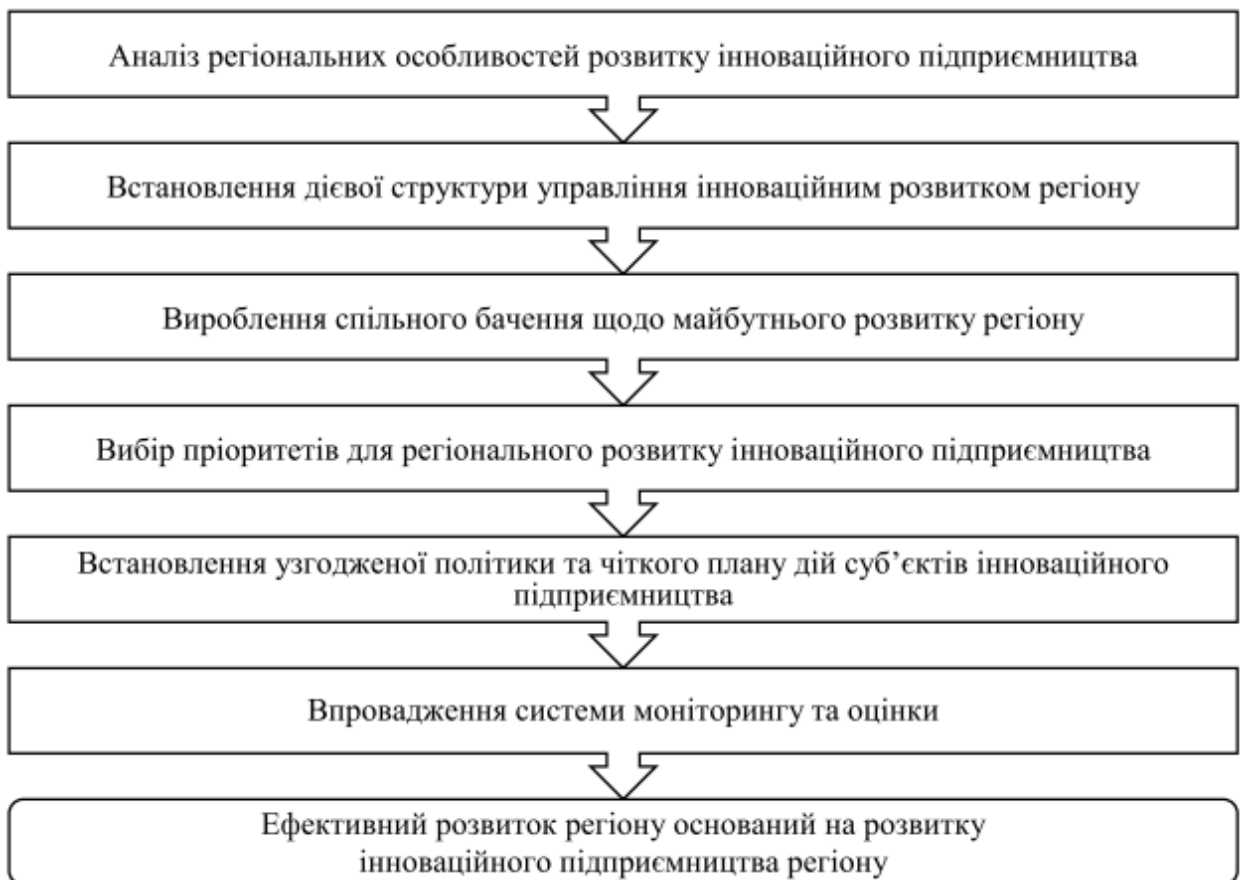 Аналіз регіональних особливостей розвитку інноваційного підприємництва
Встановлення дієвої структури управління інноваційним розвитком регіону
Вироблення спільного бачення щодо майбутнього розвитку регіону
Вибір пріоритетів для регіонального розвитку інноваційного підприємництва
Встановлення узгодженої політики та чіткого плану дій суб’єктів інноваційного
підприємництва
Впровадження системи моніторингу та оцінки
Ефективний розвиток регіону оснований на розвитку
інноваційного підприємництва регіону